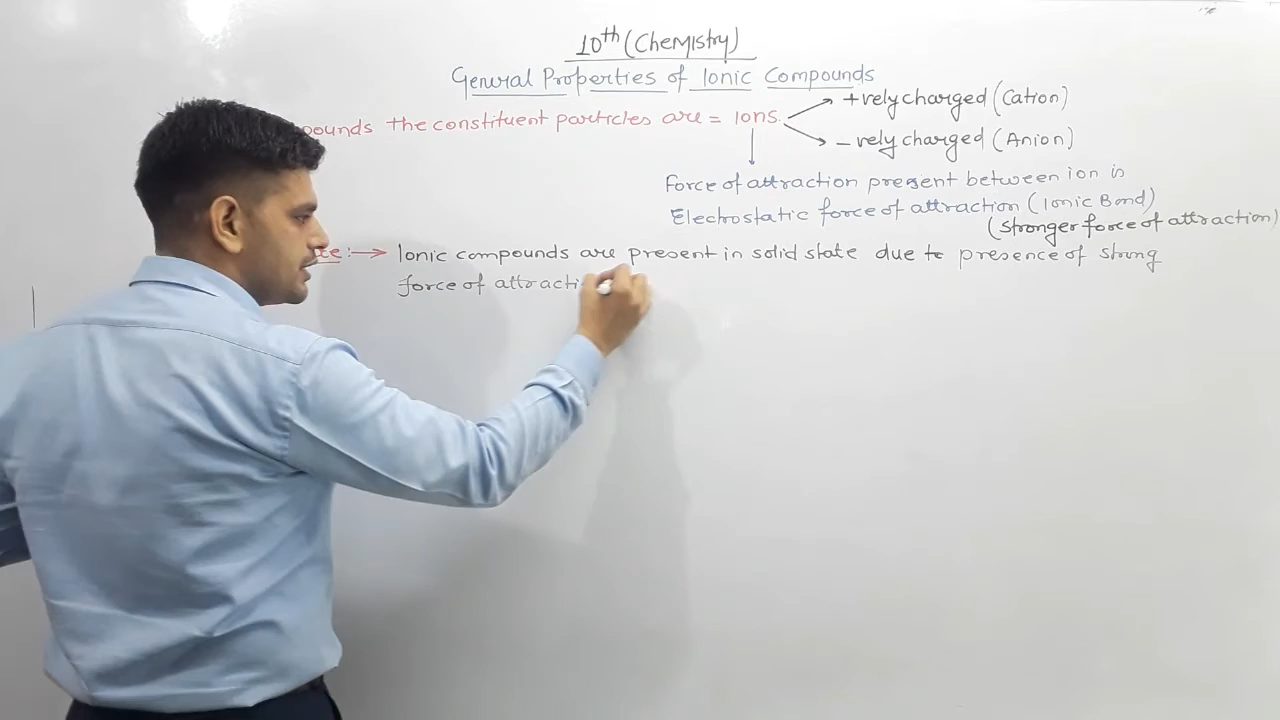 10th (Chemistry)
General Properties of Ionic Compounds
pounds the constituent particles are = Ions.
+vely charged (Cation)
-vely charged (Anion)
Force of attraction present between ion is
Electrostatic force of attraction (Ionic Bond)
(Stronger force of attraction)
te :→ Ionic compounds are present in solid state due to presence of strong
force of attracti